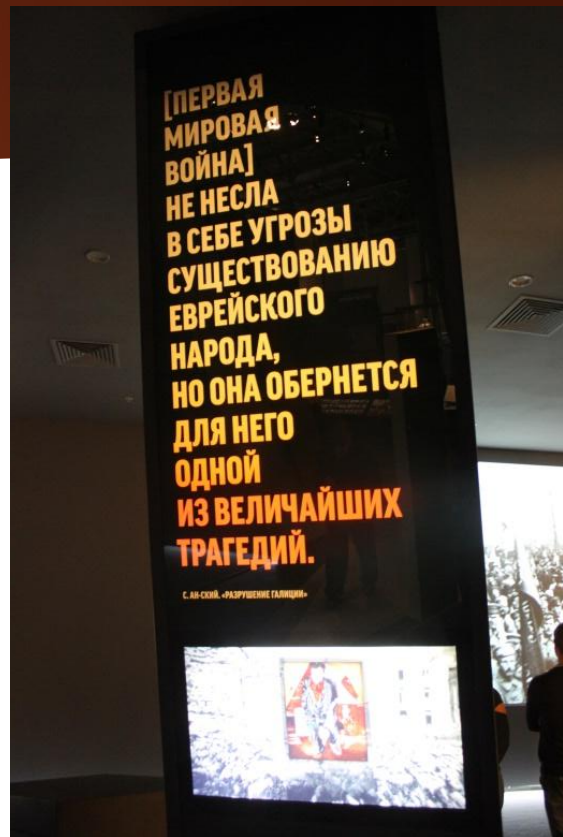 [ПЕРВАЯ
МИРОВАЯ
ВОЙНА]
НЕ НЕСЛА
В СЕБЕ УГРОЗЫ
СУЩЕСТВОВАНИЮ
ЕВРЕЙСКОГО
НАРОДА,
НО ОНА ОБЕРНЕТСЯ
ДЛЯ НЕГО
ОДНОЙ
ИЗ ВЕЛИЧАЙШИХ
ТРАГЕДИЙ.
С. АН-СКИЙ. «РАЗРУШЕНИЕ ГАЛИЦИИ»